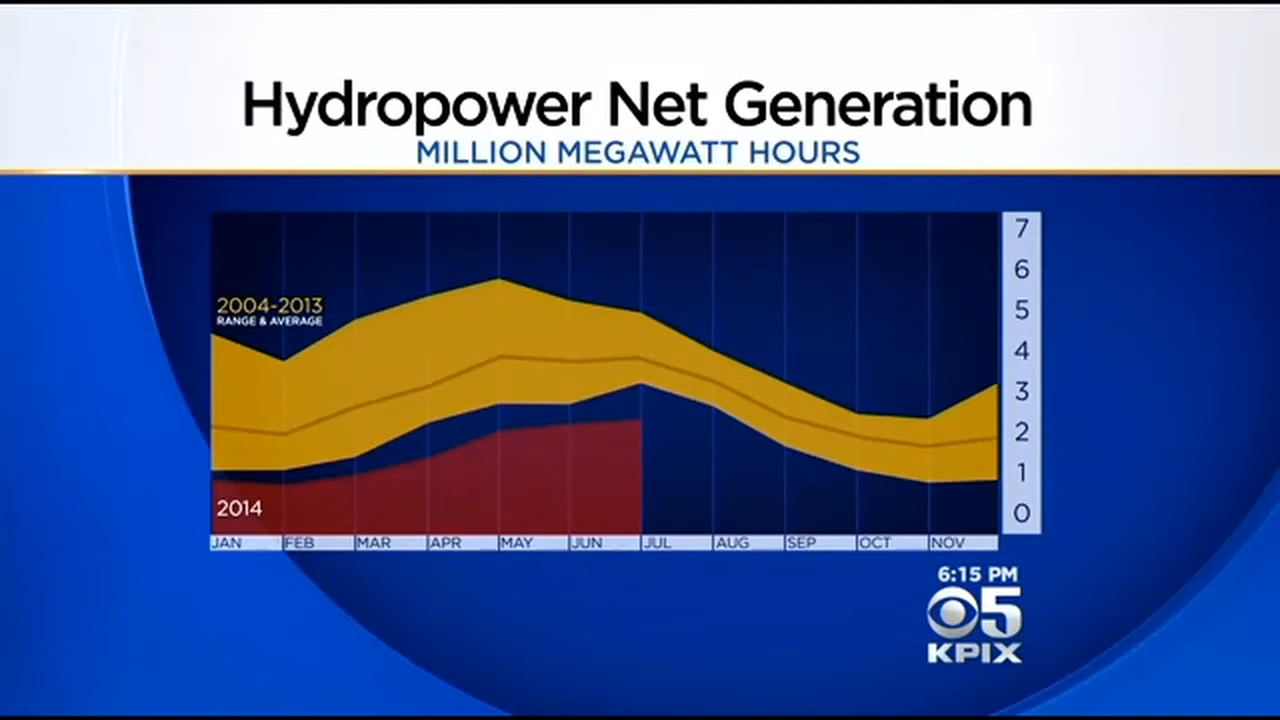 Hydropower Net Generation
MILLION MEGAWATT HOURS
7
6
2004-2013
RANGE & AVERAGE
5
4
3
2
1
2014
0
JAN FEB MAR APR MAY JUN JUL AUG SEP OCT NOV
6:15 PM
5
KPIX